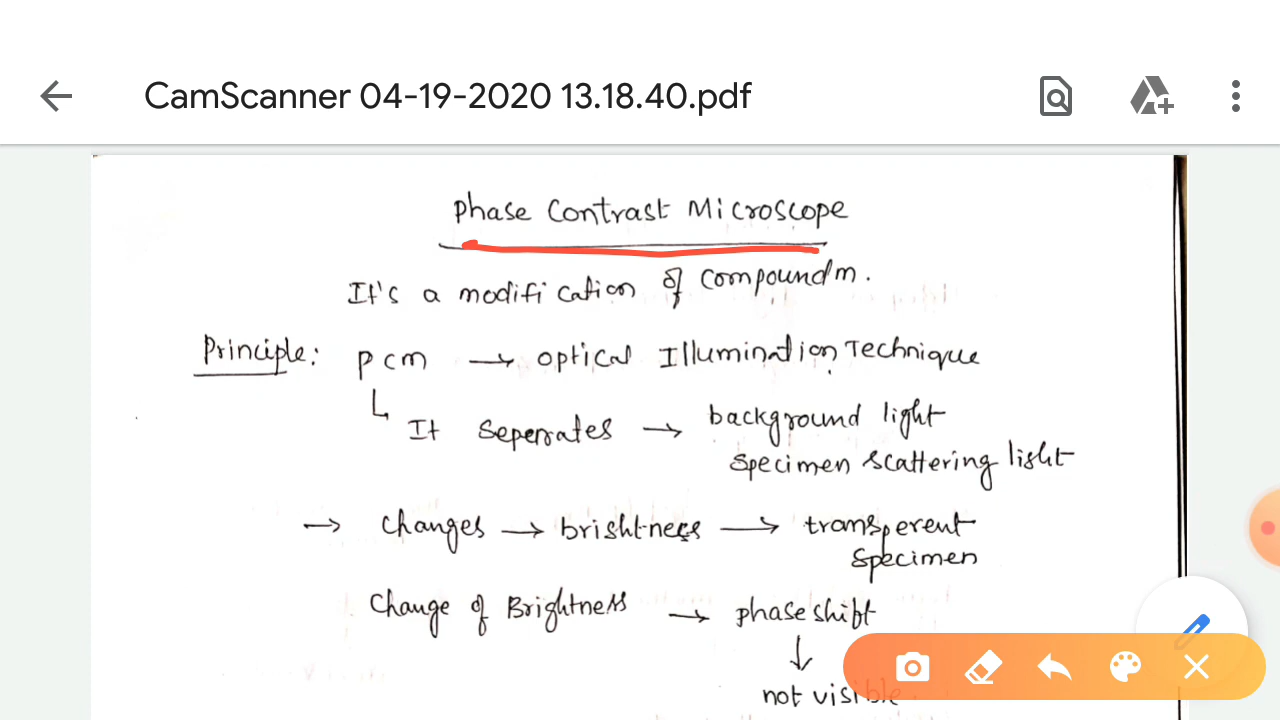 CamScanner 04-19-2020 13.18.40.pdf
Phase Contrast Microscope
It's a modification of compound m.
Principle: PCM → optical Illumination Technique
It seperates → background light
specimen scattering light
→ changes → brightness → transperent
specimen
Change of Brightness → phase shift
↓
not visible